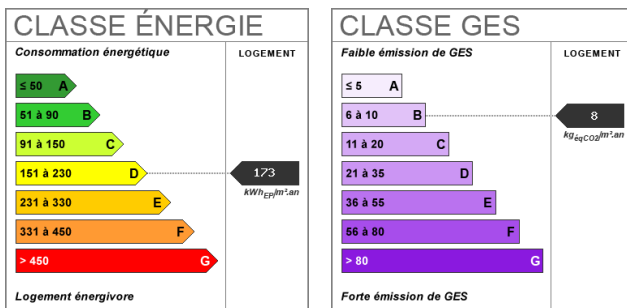 CLASSE ÉNERGIE
Consommation énergétique
LOGEMENT
≤ 50 A
51 à 90 B
91 à 150 C
151 à 230 D
173
kWhEP/m².an
231 à 330 E
331 à 450 F
> 450 G
Logement énergivore
CLASSE GES
Faible émission de GES
LOGEMENT
≤ 5 A
6 à 10 B
8
kgéqCO2/m².an
11 à 20 C
21 à 35 D
36 à 55 E
56 à 80 F
> 80 G
Forte émission de GES